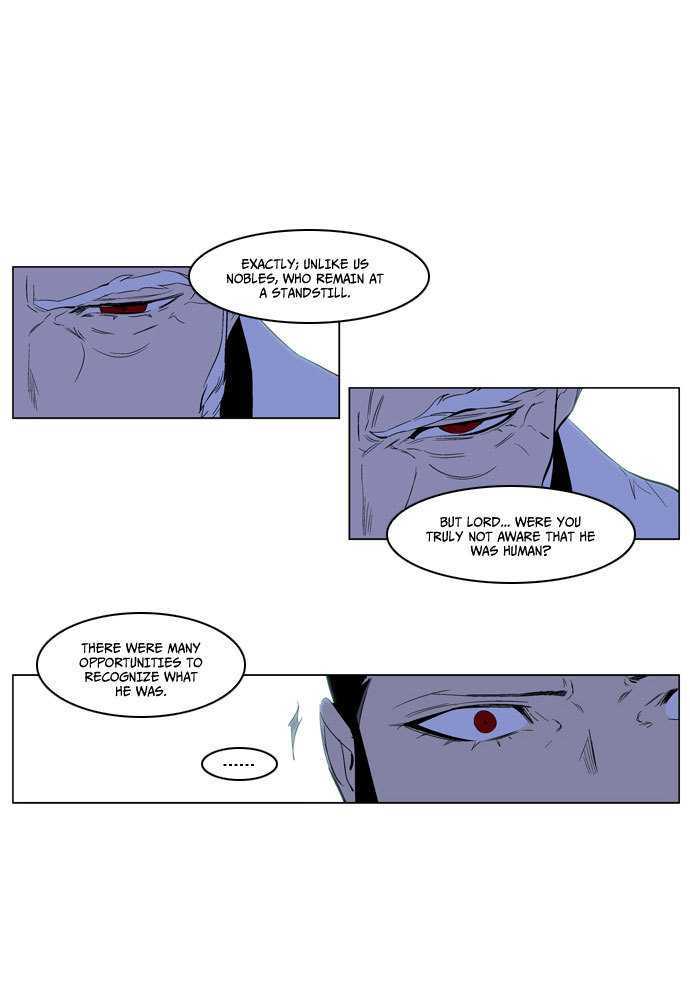 EXACTLY; UNLIKE US
NOBLES, WHO REMAIN AT
A STANDSTILL.
BUT LORD... WERE YOU
TRULY NOT AWARE THAT HE
WAS HUMAN?
THERE WERE MANY
OPPORTUNITIES TO
RECOGNIZE WHAT
HE WAS.
------